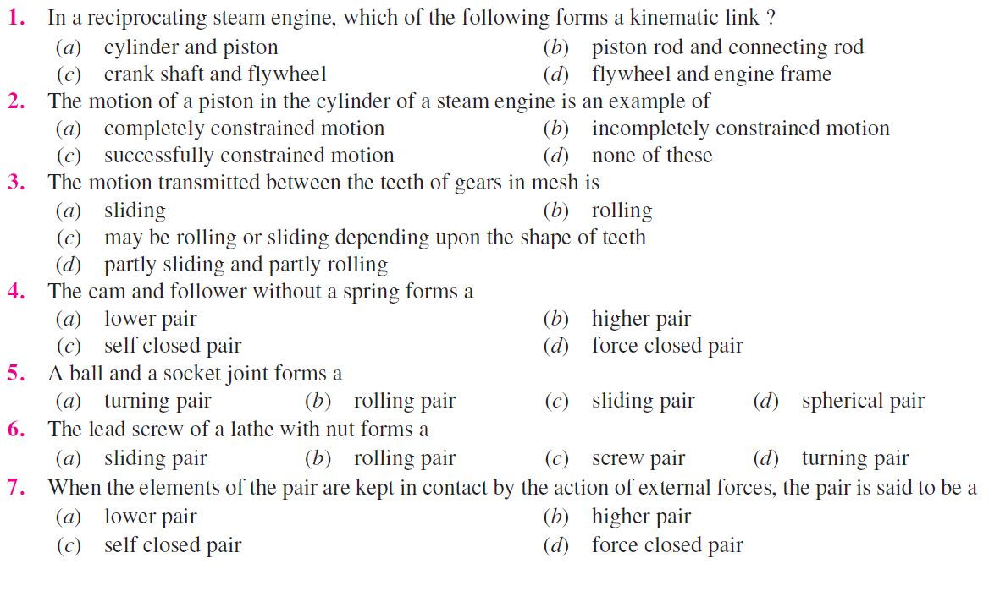 1. In a reciprocating steam engine, which of the following forms a kinematic link ?
(a) cylinder and piston (b) piston rod and connecting rod
(c) crank shaft and flywheel (d) flywheel and engine frame
2. The motion of a piston in the cylinder of a steam engine is an example of
(a) completely constrained motion (b) incompletely constrained motion
(c) successfully constrained motion (d) none of these
3. The motion transmitted between the teeth of gears in mesh is
(a) sliding (b) rolling
(c) may be rolling or sliding depending upon the shape of teeth
(d) partly sliding and partly rolling
4. The cam and follower without a spring forms a
(a) lower pair (b) higher pair
(c) self closed pair (d) force closed pair
5. A ball and a socket joint forms a
(a) turning pair (b) rolling pair (c) sliding pair (d) spherical pair
6. The lead screw of a lathe with nut forms a
(a) sliding pair (b) rolling pair (c) screw pair (d) turning pair
7. When the elements of the pair are kept in contact by the action of external forces, the pair is said to be a
(a) lower pair (b) higher pair
(c) self closed pair (d) force closed pair